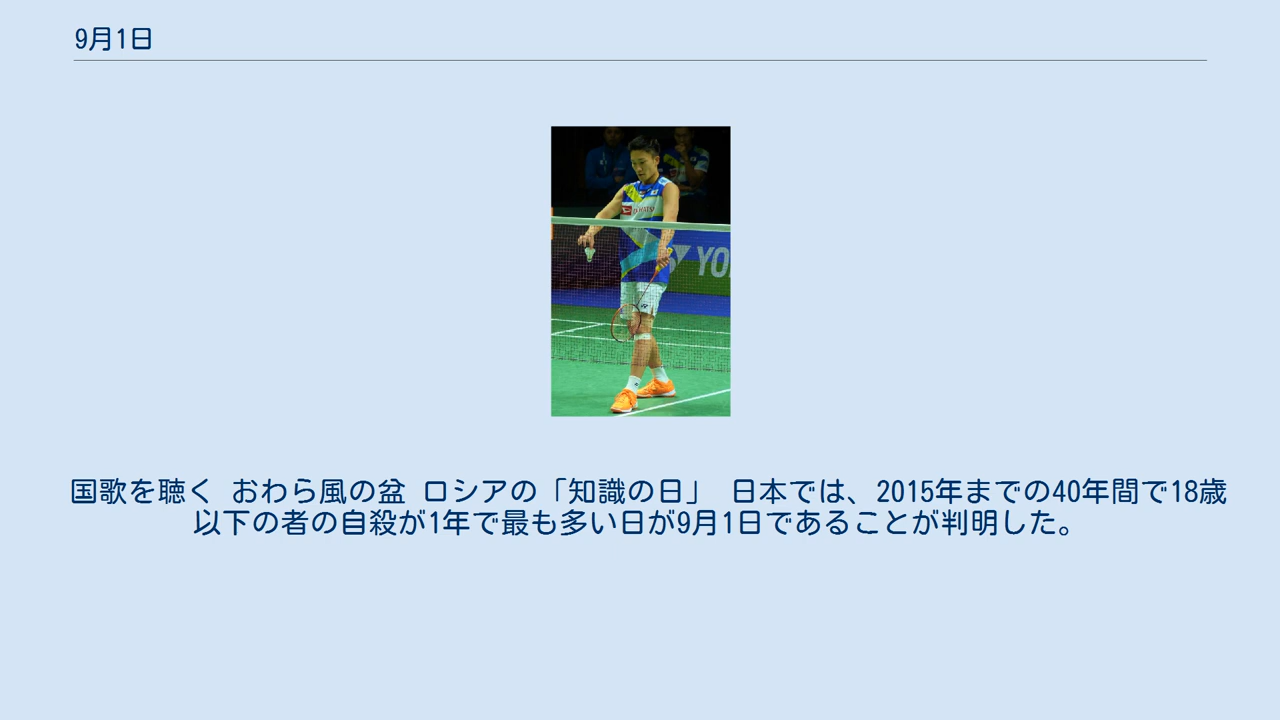 9月1日
YO
国歌を聴く おわら風の盆 ロシアの「知識の日」 日本では、2015年までの40年間で18歳
以下の者の自殺が1年で最も多い日が9月1日であることが判明した。